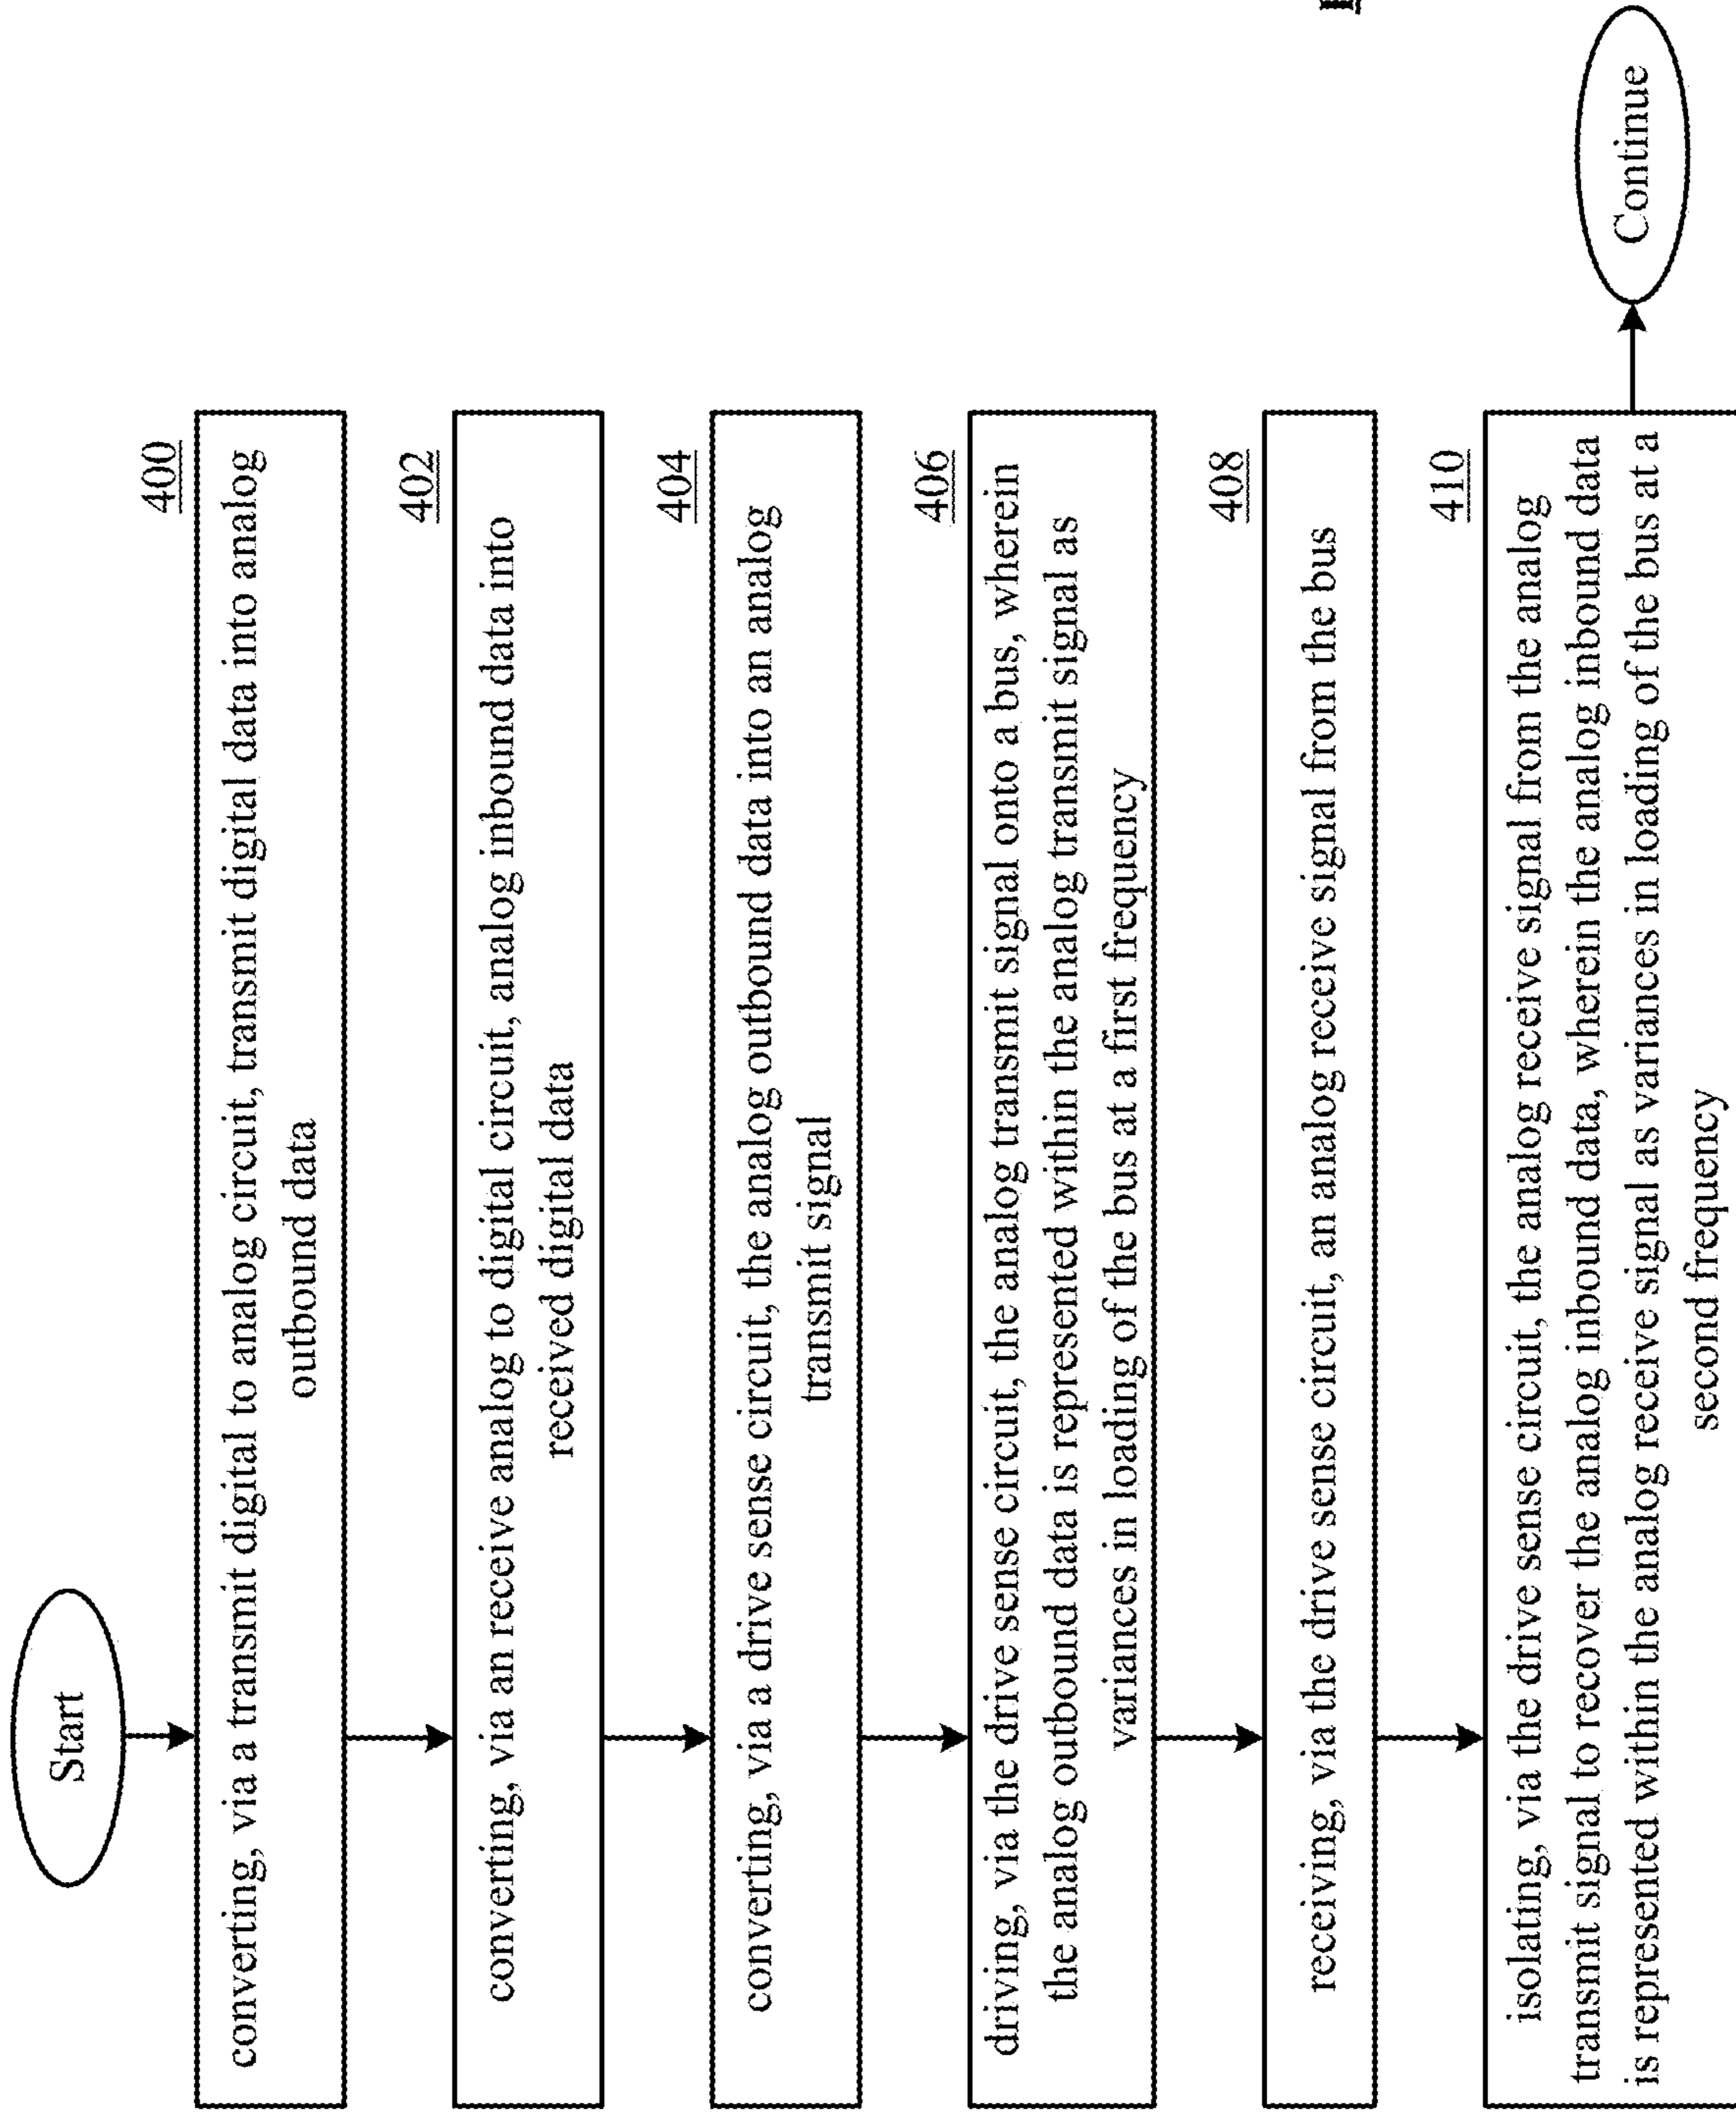 Start
400
converting, via a transmit digital to analog circuit, transmit digital data into analog
outbound data
402
converting, via an receive analog to digital circuit, analog inbound data into
received digital data
404
converting, via a drive sense circuit, the analog outbound data into an analog
transmit signal
406
driving, via the drive sense circuit, the analog transmit signal onto a bus, wherein
the analog outbound data is represented within the analog transmit signal as
variances in loading of the bus at a first frequency
408
receiving, via the drive sense circuit, an analog receive signal from the bus
410
isolating, via the drive sense circuit, the analog receive signal from the analog
transmit signal to recover the analog inbound data, wherein the analog inbound data
is represented within the analog receive signal as variances in loading of the bus at a
second frequency
Continue